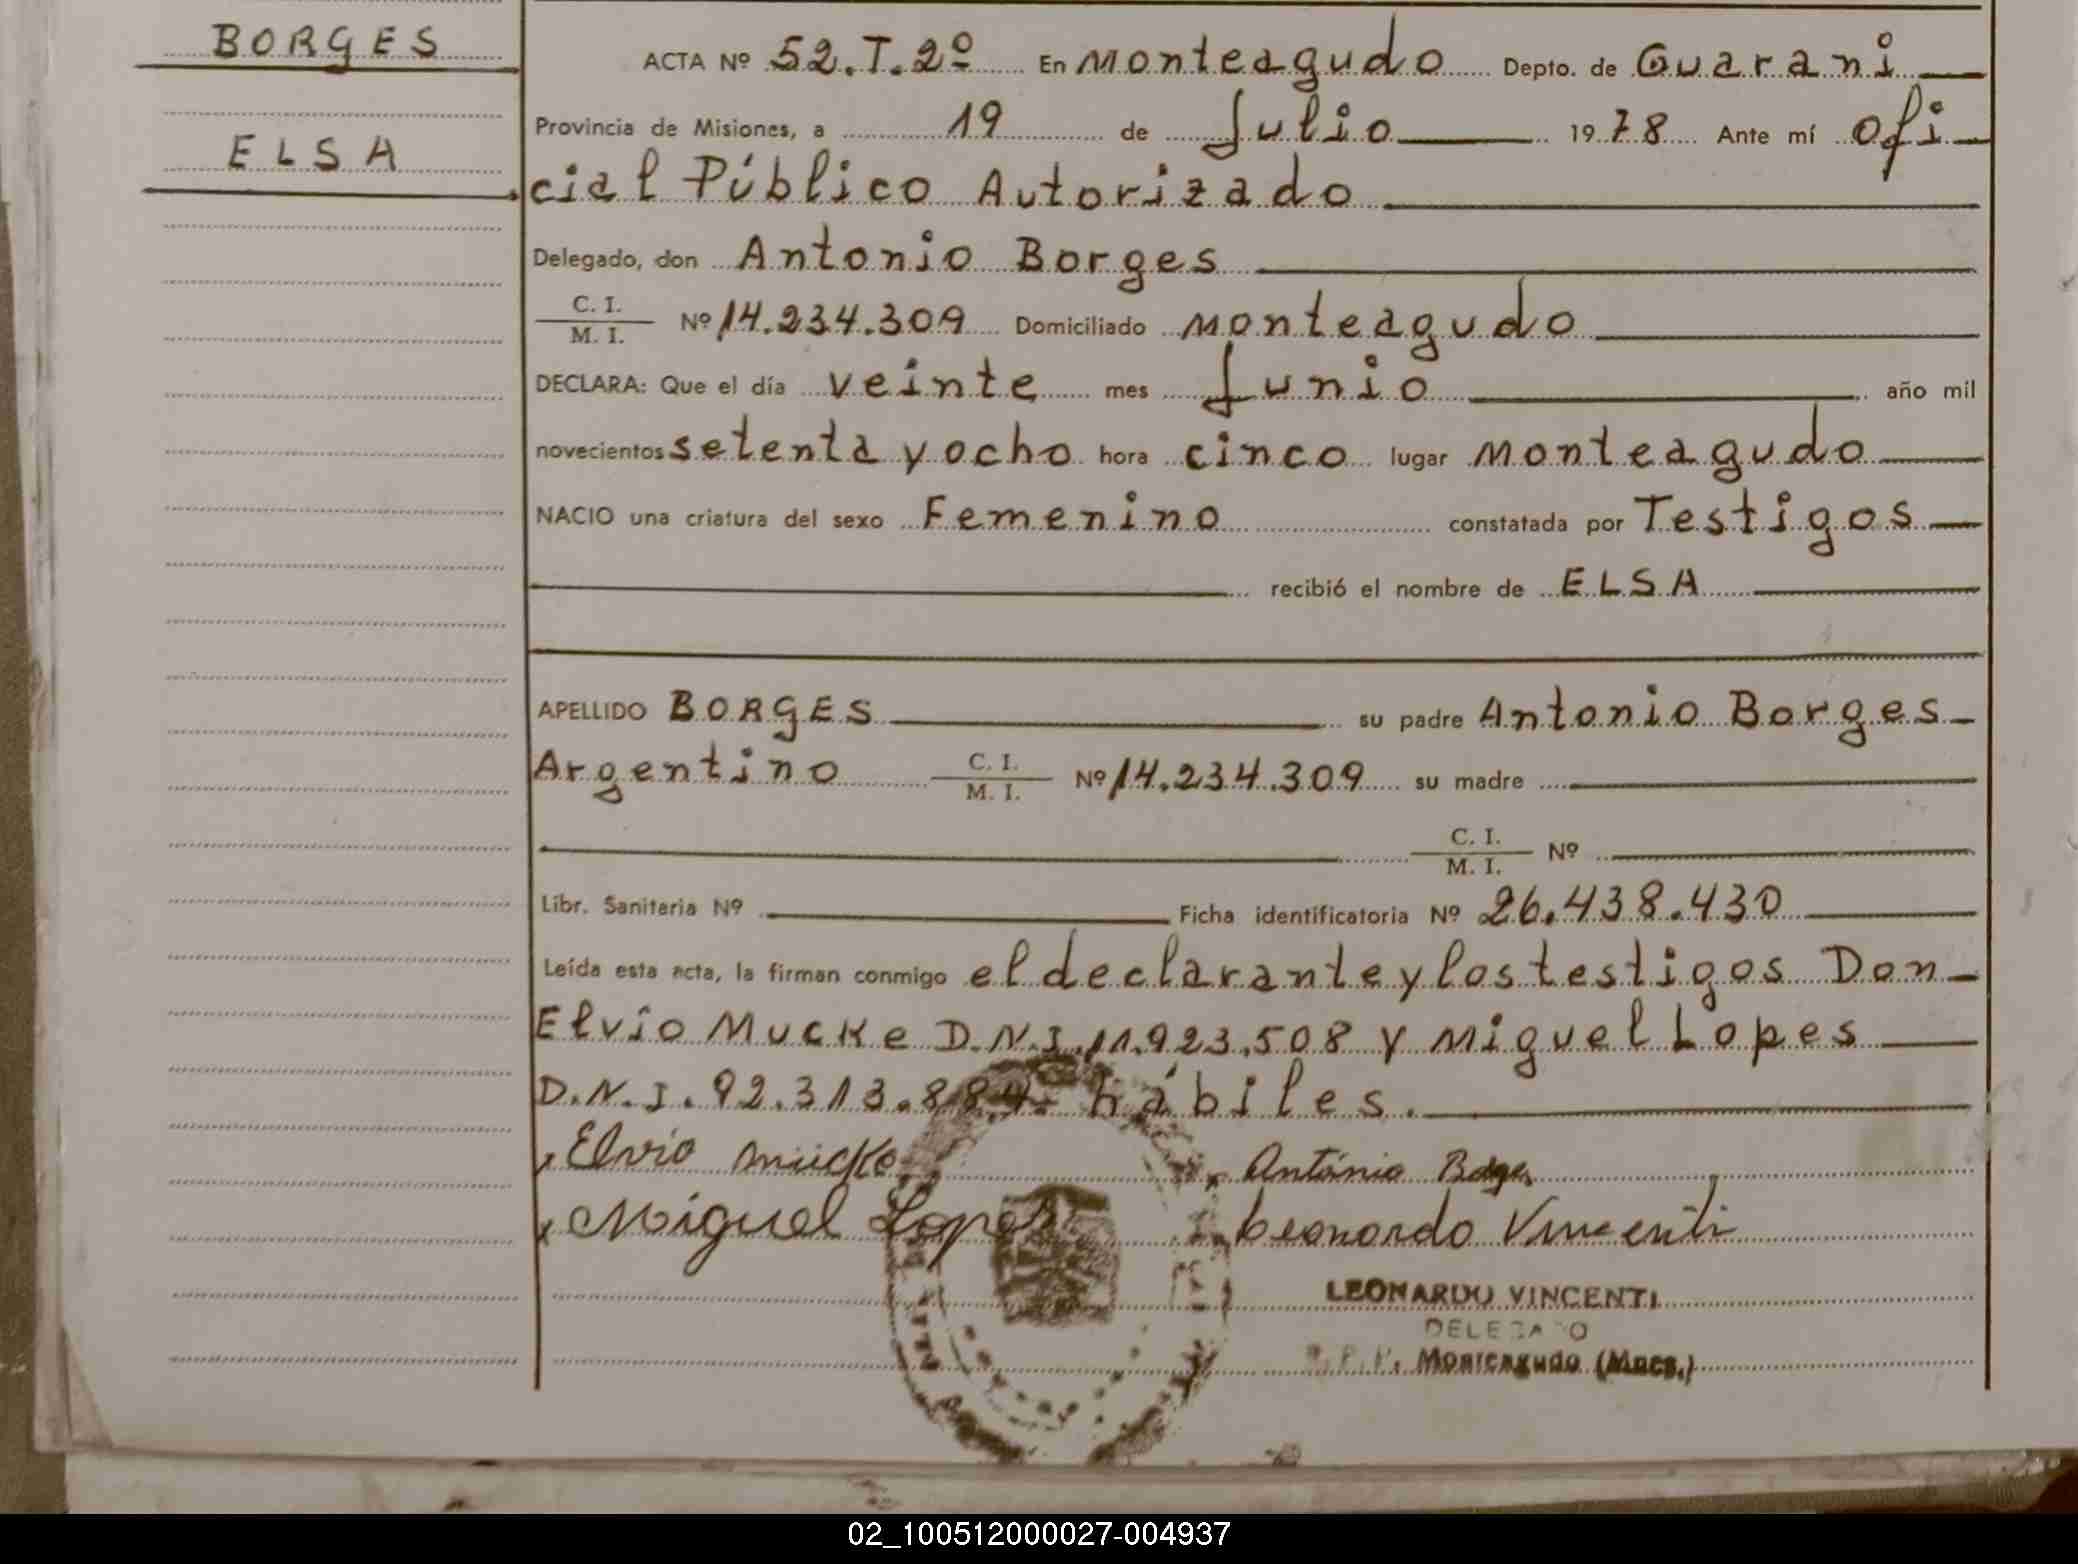 BORGES
ELSA
ACTA Nº 52.T.2º En Monteagudo Depto. de Guarani
Provincia de Misiones, a 19 de Julio 1978 Ante mí ofi
cial Público Autorizado
Delegado, don Antonio Borges
C. I. / M. I. Nº 14.234.309 Domiciliado Monteagudo
DECLARA: Que el día veinte mes Junio año mil
novecientos setenta y ocho hora cinco lugar Monteagudo
NACIO una criatura del sexo Femenino constatada por Testigos
recibió el nombre de ELSA
APELLIDO BORGES su padre Antonio Borges
Argentino C. I. / M. I. Nº 14.234.309 su madre
C. I. / M. I. Nº
Libr. Sanitaria Nº Ficha identificatoria Nº 26.438.430
Leída esta acta, la firman conmigo el declarante y los testigos Don
Elvio Mucke D.N.I. 11.923.508 y Miguel Lopes
D.N.I. 92.313.884 hábiles.
Elvio Mücke António Borges
Miguel Lopes Leonardo Vincenti
LEONARDO VINCENTI
DELEGADO
R. P. P. Monteagudo (Mnes.)
02_100512000027-004937